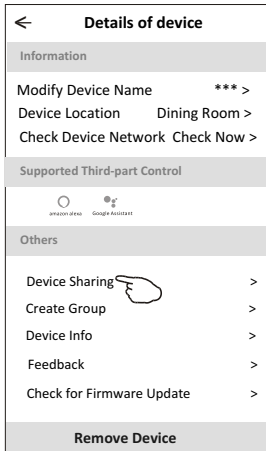 Details of device
Information
Modify Device Name *** >
Device Location Dining Room >
Check Device Network Check Now >
Supported Third-part Control
amazon alexa Google Assistant
Others
Device Sharing >
Create Group >
Device Info >
Feedback >
Check for Firmware Update >
Remove Device